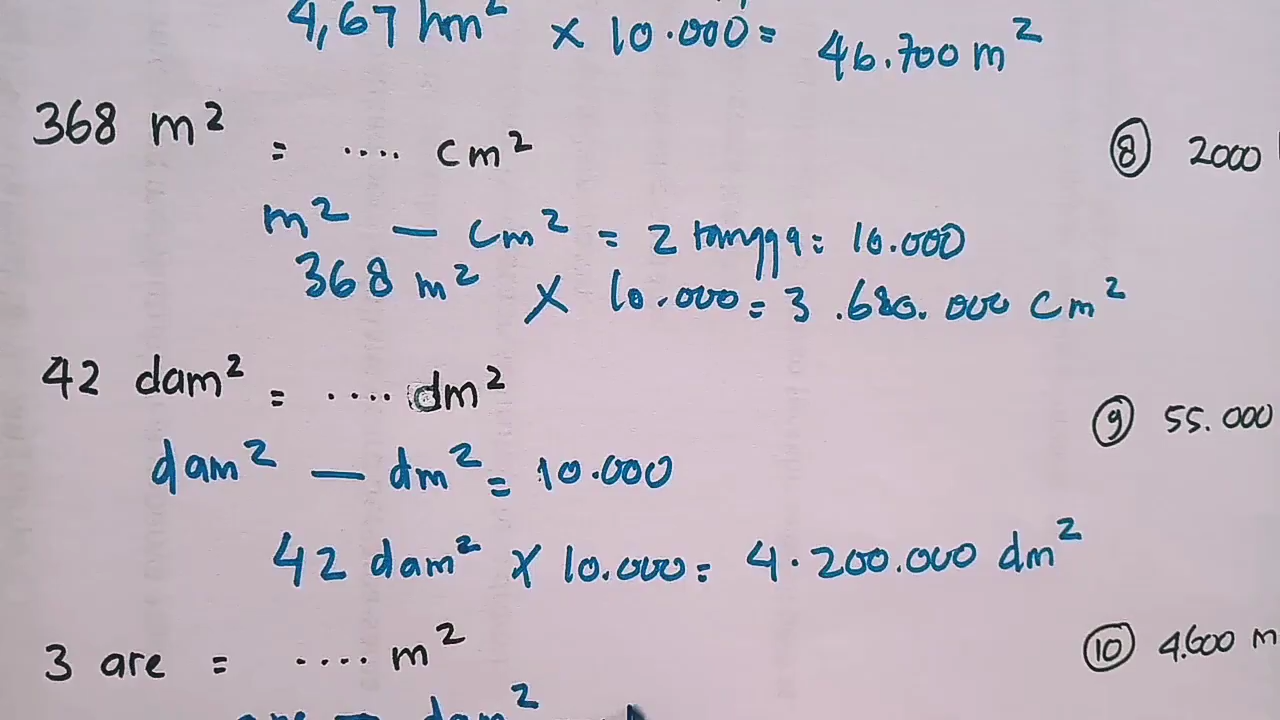 4,67 hm² × 10.000 = 46.700 m²
368 m² = .... cm²
m² — cm² = 2 tangga = 10.000
368 m² × 10.000 = 3.680.000 cm²
42 dam² = .... dm²
dam² — dm² = 10.000
42 dam² × 10.000 = 4.200.000 dm²
3 are = .... m²
are — dam²
⑧ 2000
⑨ 55.000
⑩ 4.600 m